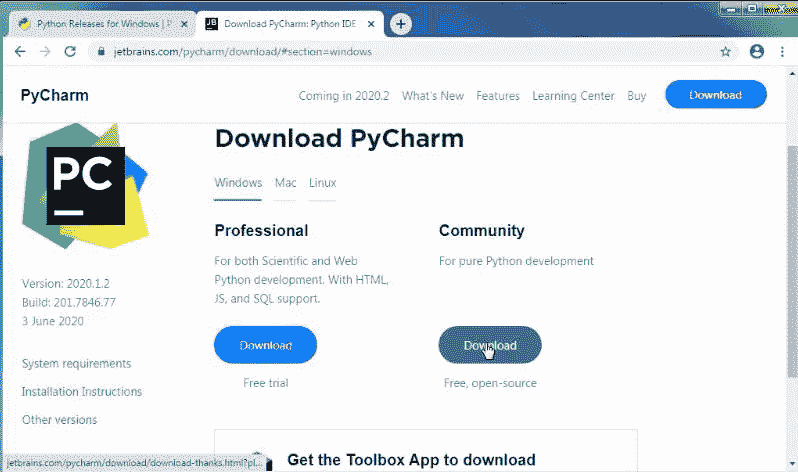 Python Releases for Windows | P
Download PyCharm: Python IDE
jetbrains.com/pycharm/download/#section=windows
PyCharm
Coming in 2020.2 What's New Features Learning Center Buy Download
PC
Download PyCharm
Windows Mac Linux
Professional
For both Scientific and Web
Python development. With HTML,
JS, and SQL support.
Download
Free trial
Community
For pure Python development
Download
Free, open-source
Version: 2020.1.2
Build: 201.7846.77
3 June 2020
System requirements
Installation Instructions
Other versions
Get the Toolbox App to download
jetbrains.com/pycharm/download/download-thanks.html?pl...